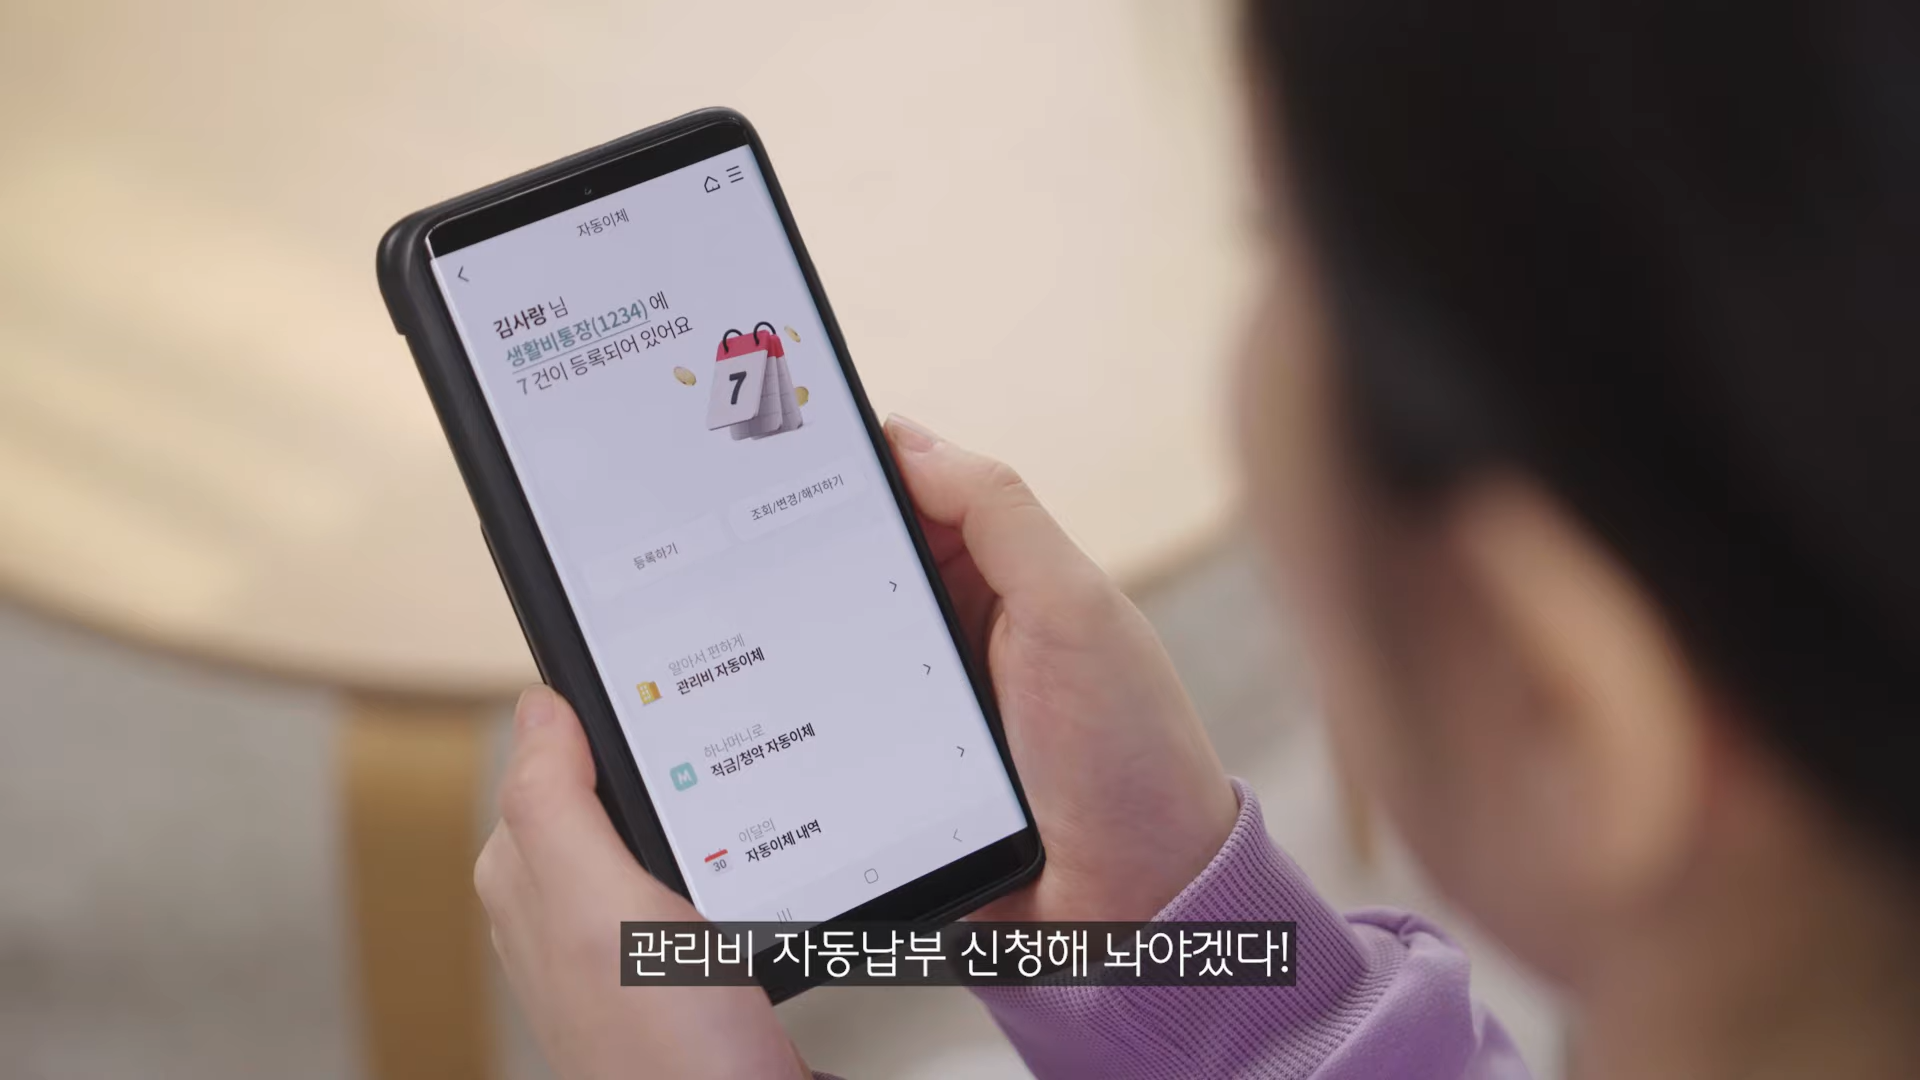 자동이체
김사랑 님
생활비통장(1234) 에
7 건이 등록되어 있어요
7
등록하기
조회/변경/해지하기
알아서 편하게
관리비 자동이체
M
하나머니로
적금/청약 자동이체
30
이달의
자동이체 내역
관리비 자동납부 신청해 놔야겠다!